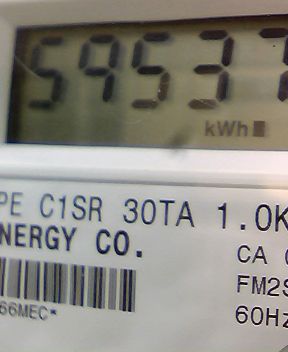 59537
kWh
PE C1SR 30TA 1.0K
NERGY CO.
CA
FM2S
66MEC*
60Hz